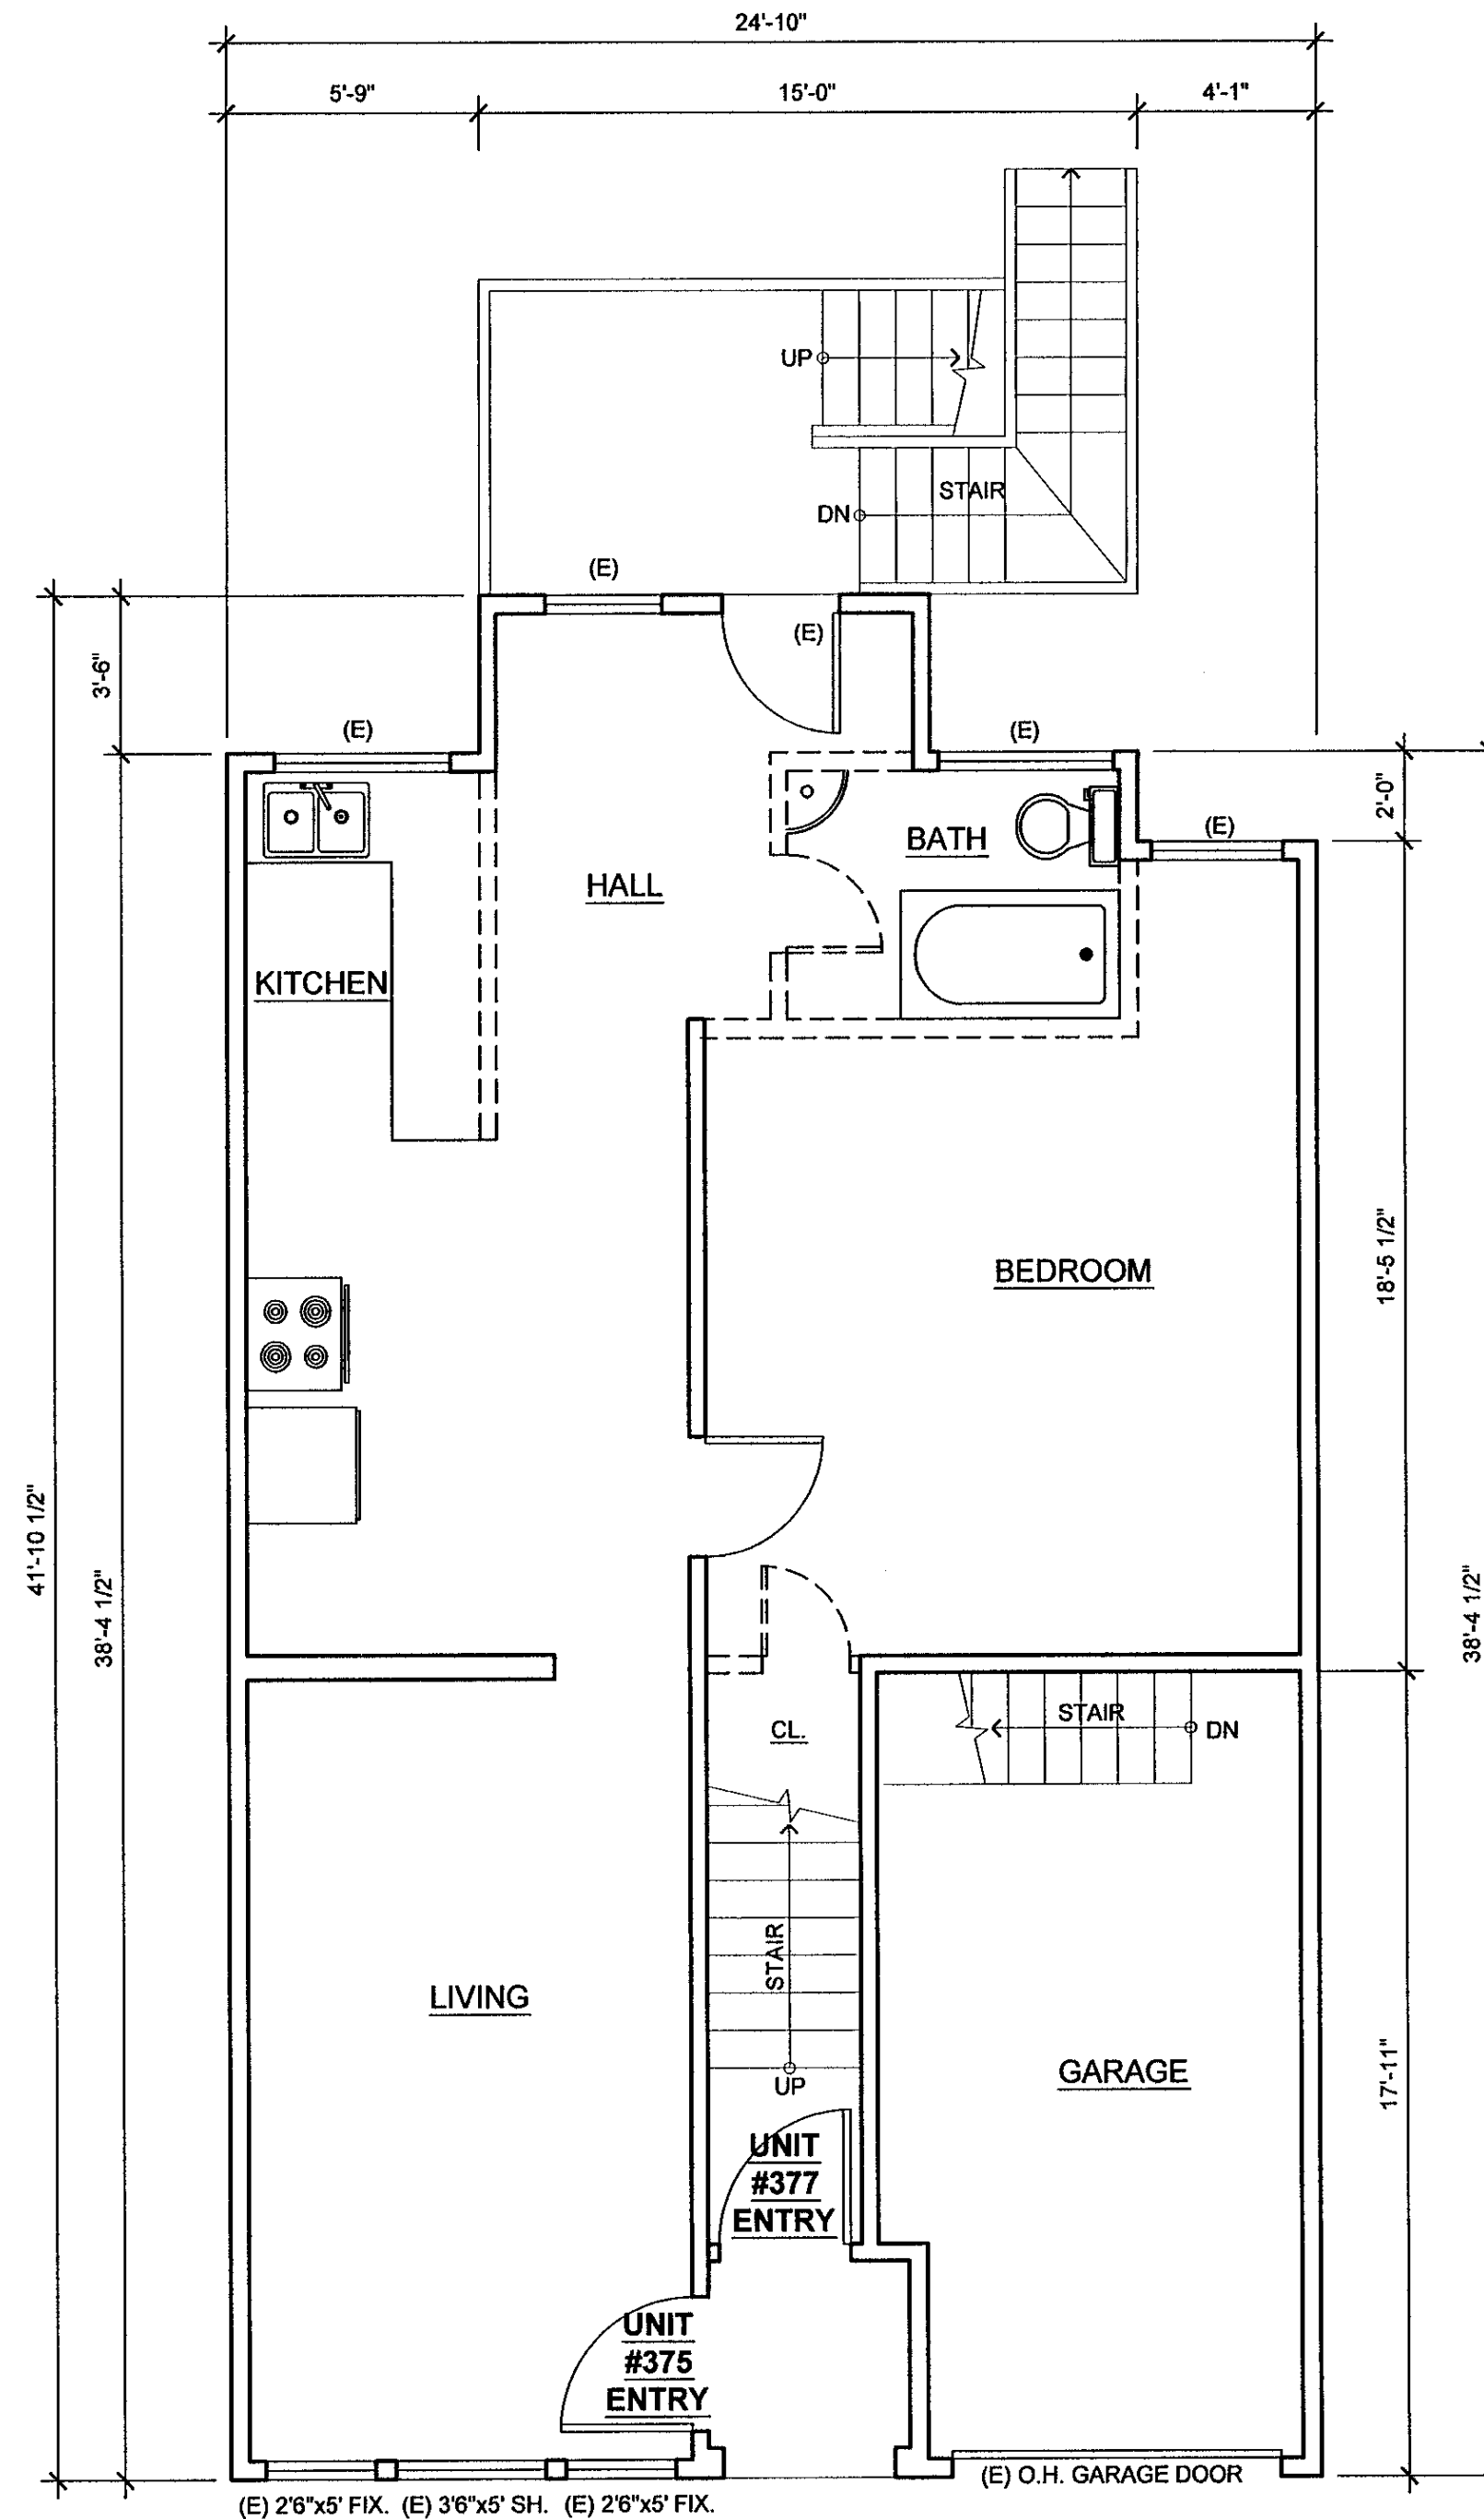 24'-10"
5'-9"
15'-0"
4'-1"
UP
STAIR
DN
(E)
(E)
3'-6"
(E)
(E)
2'-0"
(E)
BATH
HALL
KITCHEN
18'-5 1/2"
BEDROOM
41'-10 1/2"
38'-4 1/2"
38'-4 1/2"
STAIR
DN
CL.
STAIR
LIVING
GARAGE
17'-11"
UP
UNIT
#377
ENTRY
UNIT
#375
ENTRY
(E) O.H. GARAGE DOOR
(E) 2'6"x5' FIX. (E) 3'6"x5' SH. (E) 2'6"x5' FIX.